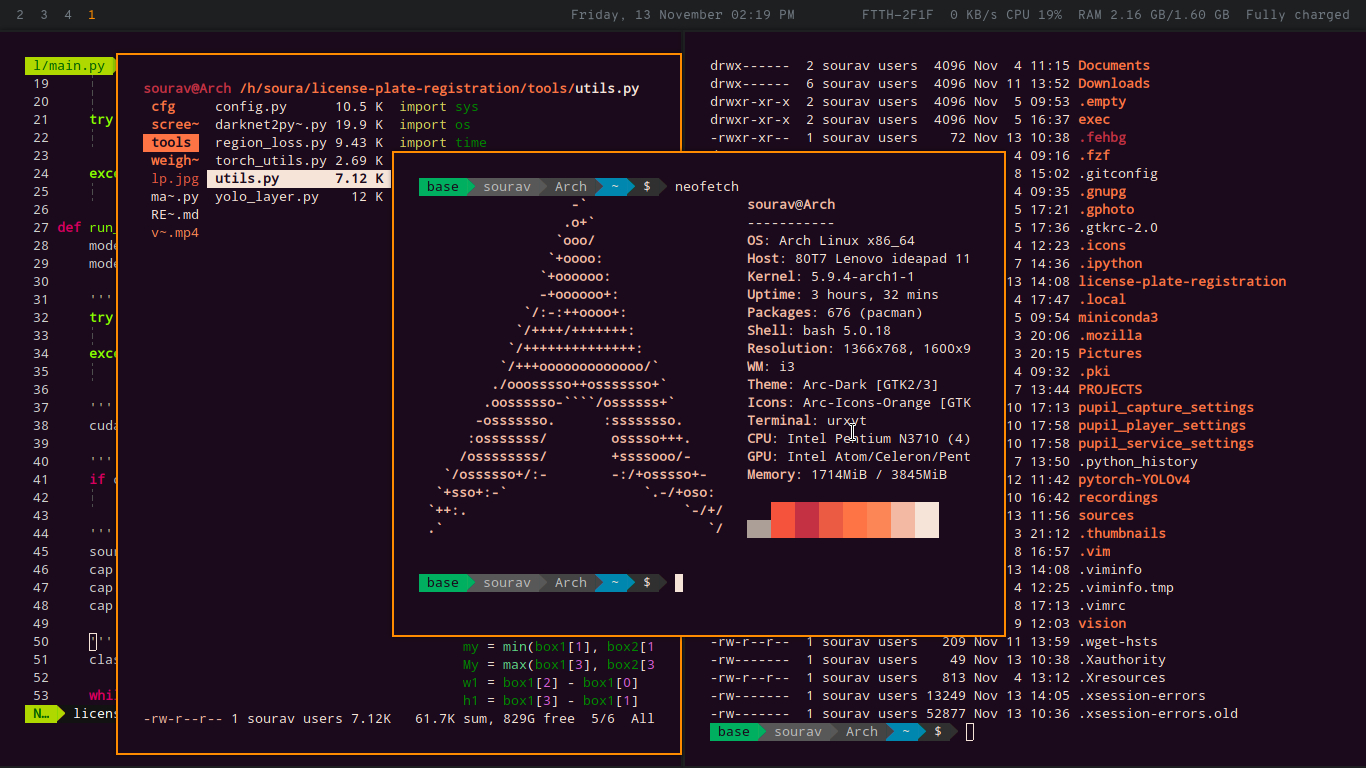 2 3 4 1 Friday, 13 November 02:19 PM FTTH-2F1F 0 KB/s CPU 19% RAM 2.16 GB/1.60 GB Fully charged
l/main.py
19
20
21 try
22
23
24 exce
25
26
27 def run_
28 mode
29 mode
30
31 '''
32 try
33
34 exce
35
36
37 '''
38 cuda
39
40 '''
41 if c
42
43
44 '''
45 sour
46 cap
47 cap
48 cap
49
50 '''
51 clas
52
53 whil
N… licens
sourav@Arch /h/soura/license-plate-registration/tools/utils.py
cfg config.py 10.5 K import sys
scree~ darknet2py~.py 19.9 K import os
tools region_loss.py 9.43 K import time
weigh~ torch_utils.py 2.69 K
lp.jpg utils.py 7.12 K
ma~.py yolo_layer.py 12 K
RE~.md
v~.mp4
my = min(box1[1], box2[1
My = max(box1[3], box2[3
w1 = box1[2] - box1[0]
h1 = box1[3] - box1[1]
-rw-r--r-- 1 sourav users 7.12K 61.7K sum, 829G free 5/6 All
base sourav Arch ~ $ neofetch
-`
.o+`
`ooo/
`+oooo:
`+oooooo:
-+oooooo+:
`/:-:++oooo+:
`/++++/+++++++:
`/++++++++++++++:
`/+++ooooooooooooo/`
./ooosssso++osssssso+`
.oossssso-````/ossssss+`
-osssssso. :ssssssso.
:osssssss/ osssso+++.
/ossssssss/ +ssssooo/-
`/ossssso+/:- -:/+osssso+-
`+sso+:-` `.-/+oso:
`++:. `-/+/
.` `/
sourav@Arch
-----------
OS: Arch Linux x86_64
Host: 80T7 Lenovo ideapad 11
Kernel: 5.9.4-arch1-1
Uptime: 3 hours, 32 mins
Packages: 676 (pacman)
Shell: bash 5.0.18
Resolution: 1366x768, 1600x9
WM: i3
Theme: Arc-Dark [GTK2/3]
Icons: Arc-Icons-Orange [GTK
Terminal: urxvt
CPU: Intel Pentium N3710 (4)
GPU: Intel Atom/Celeron/Pent
Memory: 1714MiB / 3845MiB
base sourav Arch ~ $
drwx------ 2 sourav users 4096 Nov 4 11:15 Documents
drwx------ 6 sourav users 4096 Nov 11 13:52 Downloads
drwxr-xr-x 2 sourav users 4096 Nov 5 09:53 .empty
drwxr-xr-x 2 sourav users 4096 Nov 5 16:37 exec
-rwxr-xr-- 1 sourav users 72 Nov 13 10:38 .fehbg
4 09:16 .fzf
8 15:02 .gitconfig
4 09:35 .gnupg
5 17:21 .gphoto
5 17:36 .gtkrc-2.0
4 12:23 .icons
7 14:36 .ipython
13 14:08 license-plate-registration
4 17:47 .local
5 09:54 miniconda3
3 20:06 .mozilla
3 20:15 Pictures
4 09:32 .pki
7 13:44 PROJECTS
10 17:13 pupil_capture_settings
10 17:58 pupil_player_settings
10 17:58 pupil_service_settings
7 13:50 .python_history
12 11:42 pytorch-YOLOv4
10 16:42 recordings
13 11:56 sources
3 21:12 .thumbnails
8 16:57 .vim
13 14:08 .viminfo
4 12:25 .viminfo.tmp
8 17:13 .vimrc
9 12:03 vision
-rw-r--r-- 1 sourav users 209 Nov 11 13:59 .wget-hsts
-rw------- 1 sourav users 49 Nov 13 10:38 .Xauthority
-rw-r--r-- 1 sourav users 813 Nov 4 13:12 .Xresources
-rw------- 1 sourav users 13249 Nov 13 14:05 .xsession-errors
-rw------- 1 sourav users 52877 Nov 13 10:36 .xsession-errors.old
base sourav Arch ~ $